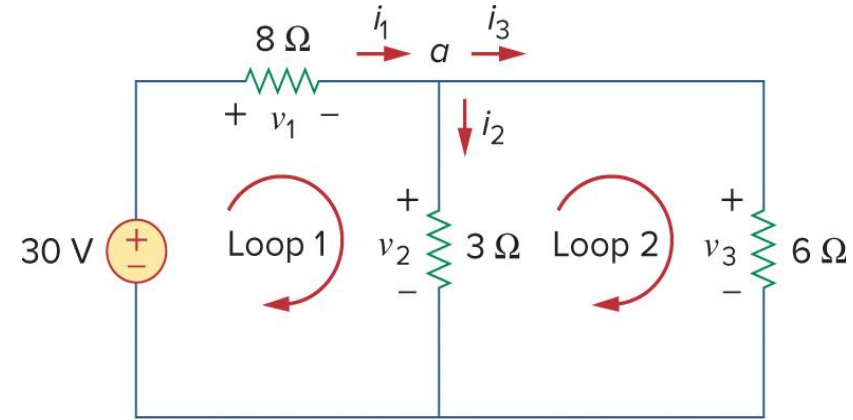 8 Ω
i₁
a
i₃
+ v₁ −
i₂
30 V
+
−
Loop 1
+
v₂
−
3 Ω
Loop 2
+
v₃
−
6 Ω